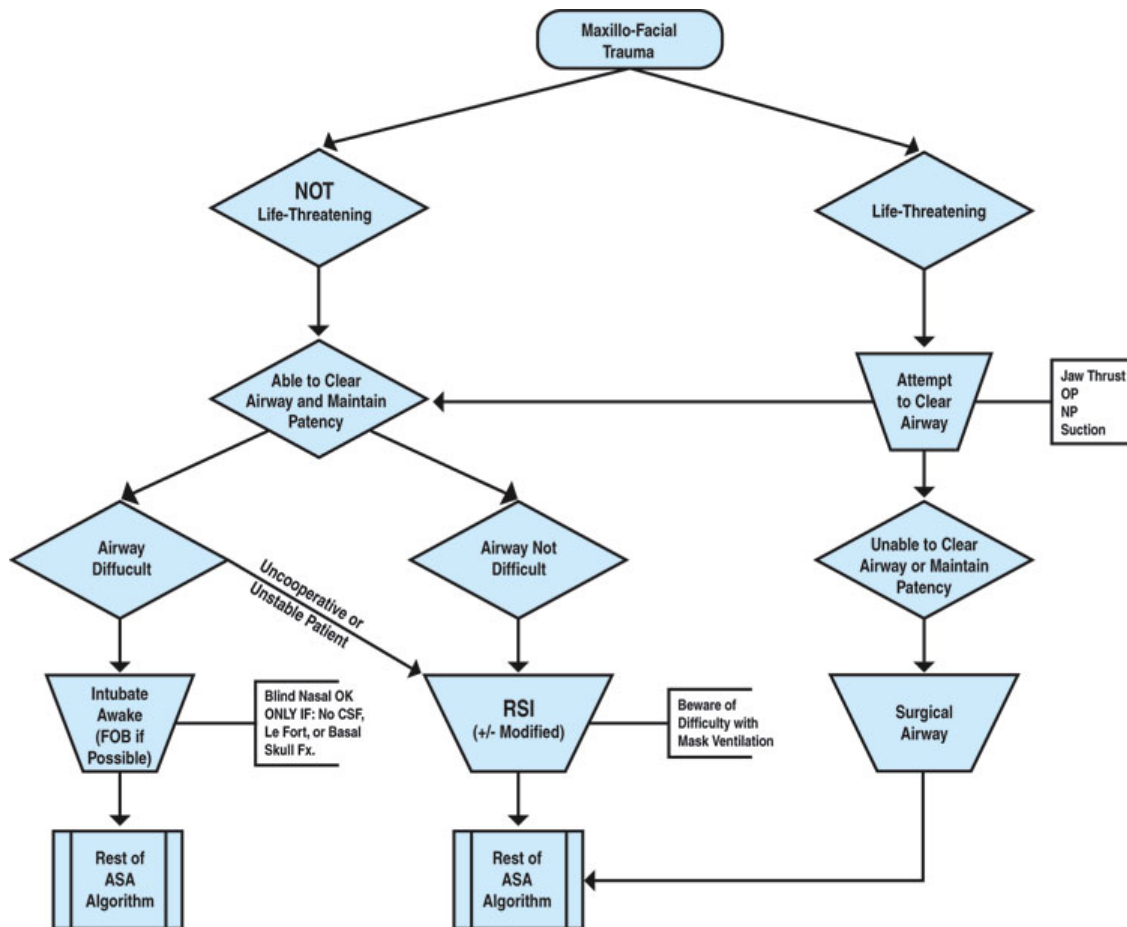 Maxillo-Facial
Trauma
NOT
Life-Threatening
Life-Threatening
Able to Clear
Airway and Maintain
Patency
Attempt
to Clear
Airway
Jaw Thrust
OP
NP
Suction
Airway
Diffucult
Uncooperative or
Unstable Patient
Airway Not
Difficult
Unable to Clear
Airway or Maintain
Patency
Intubate
Awake
(FOB if
Possible)
Blind Nasal OK
ONLY IF: No CSF,
Le Fort, or Basal
Skull Fx.
RSI
(+/- Modified)
Beware of
Difficulty with
Mask Ventilation
Surgical
Airway
Rest of
ASA
Algorithm
Rest of
ASA
Algorithm